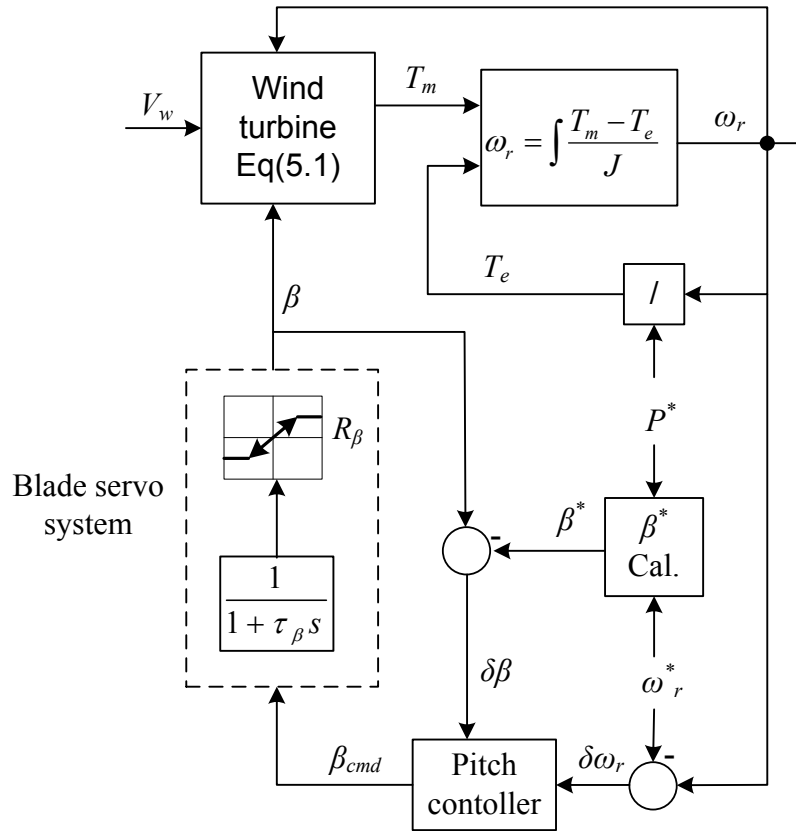 V_w
Wind
turbine
Eq(5.1)
T_m
ω_r = ∫ (T_m − T_e) / J
ω_r
T_e
/
β
P*
R_β
Blade servo
system
β*
-
β*
Cal.
1 / (1 + τ_β s)
δβ
ω*_r
β_cmd
Pitch
contoller
δω_r
-